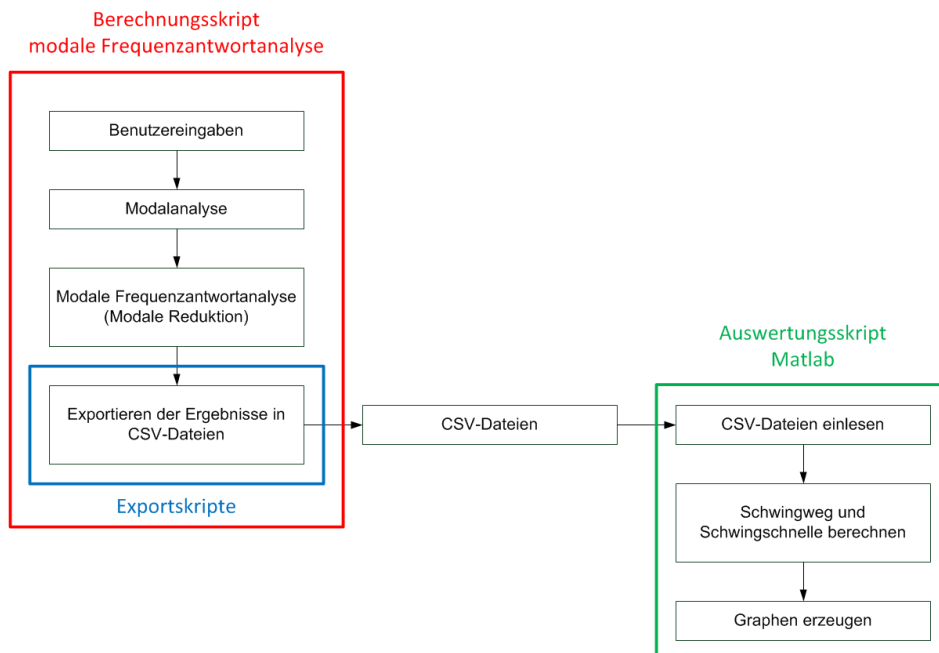 Berechnungsskript
modale Frequenzantwortanalyse
Benutzereingaben
Modalanalyse
Modale Frequenzantwortanalyse
(Modale Reduktion)
Exportieren der Ergebnisse in
CSV-Dateien
Exportskripte
CSV-Dateien
Auswertungsskript
Matlab
CSV-Dateien einlesen
Schwingweg und
Schwingschnelle berechnen
Graphen erzeugen